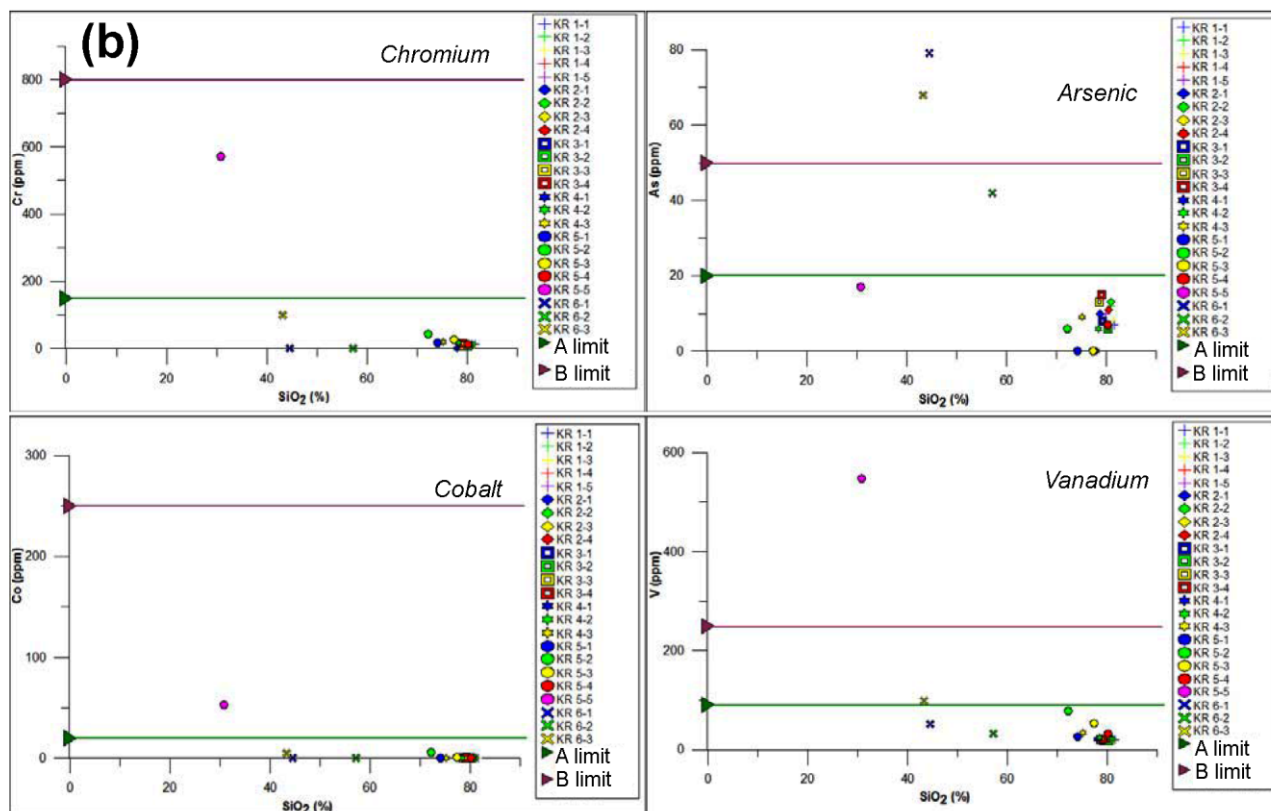 (b)
Chromium
Cr (ppm)
800
600
400
200
0
0
20
40
60
80
SiO2 (%)
KR 1-1
KR 1-2
KR 1-3
KR 1-4
KR 1-5
KR 2-1
KR 2-2
KR 2-3
KR 2-4
KR 3-1
KR 3-2
KR 3-3
KR 3-4
KR 4-1
KR 4-2
KR 4-3
KR 5-1
KR 5-2
KR 5-3
KR 5-4
KR 5-5
KR 6-1
KR 6-2
KR 6-3
A limit
B limit
Arsenic
As (ppm)
80
60
40
20
0
0
20
40
60
80
SiO2 (%)
KR 1-1
KR 1-2
KR 1-3
KR 1-4
KR 1-5
KR 2-1
KR 2-2
KR 2-3
KR 2-4
KR 3-1
KR 3-2
KR 3-3
KR 3-4
KR 4-1
KR 4-2
KR 4-3
KR 5-1
KR 5-2
KR 5-3
KR 5-4
KR 5-5
KR 6-1
KR 6-2
KR 6-3
A limit
B limit
Cobalt
Co (ppm)
300
200
100
0
0
20
40
60
80
SiO2 (%)
KR 1-1
KR 1-2
KR 1-3
KR 1-4
KR 1-5
KR 2-1
KR 2-2
KR 2-3
KR 2-4
KR 3-1
KR 3-2
KR 3-3
KR 3-4
KR 4-1
KR 4-2
KR 4-3
KR 5-1
KR 5-2
KR 5-3
KR 5-4
KR 5-5
KR 6-1
KR 6-2
KR 6-3
A limit
B limit
Vanadium
V (ppm)
600
400
200
0
0
20
40
60
80
SiO2 (%)
KR 1-1
KR 1-2
KR 1-3
KR 1-4
KR 1-5
KR 2-1
KR 2-2
KR 2-3
KR 2-4
KR 3-1
KR 3-2
KR 3-3
KR 3-4
KR 4-1
KR 4-2
KR 4-3
KR 5-1
KR 5-2
KR 5-3
KR 5-4
KR 5-5
KR 6-1
KR 6-2
KR 6-3
A limit
B limit